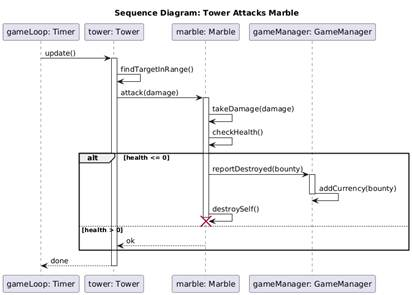 Sequence Diagram: Tower Attacks Marble
gameLoop: Timer
tower: Tower
marble: Marble
gameManager: GameManager
update()
findTargetInRange()
attack(damage)
takeDamage(damage)
checkHealth()
alt
[health <= 0]
reportDestroyed(bounty)
addCurrency(bounty)
destroySelf()
[health > 0]
ok
done
gameLoop: Timer
tower: Tower
marble: Marble
gameManager: GameManager